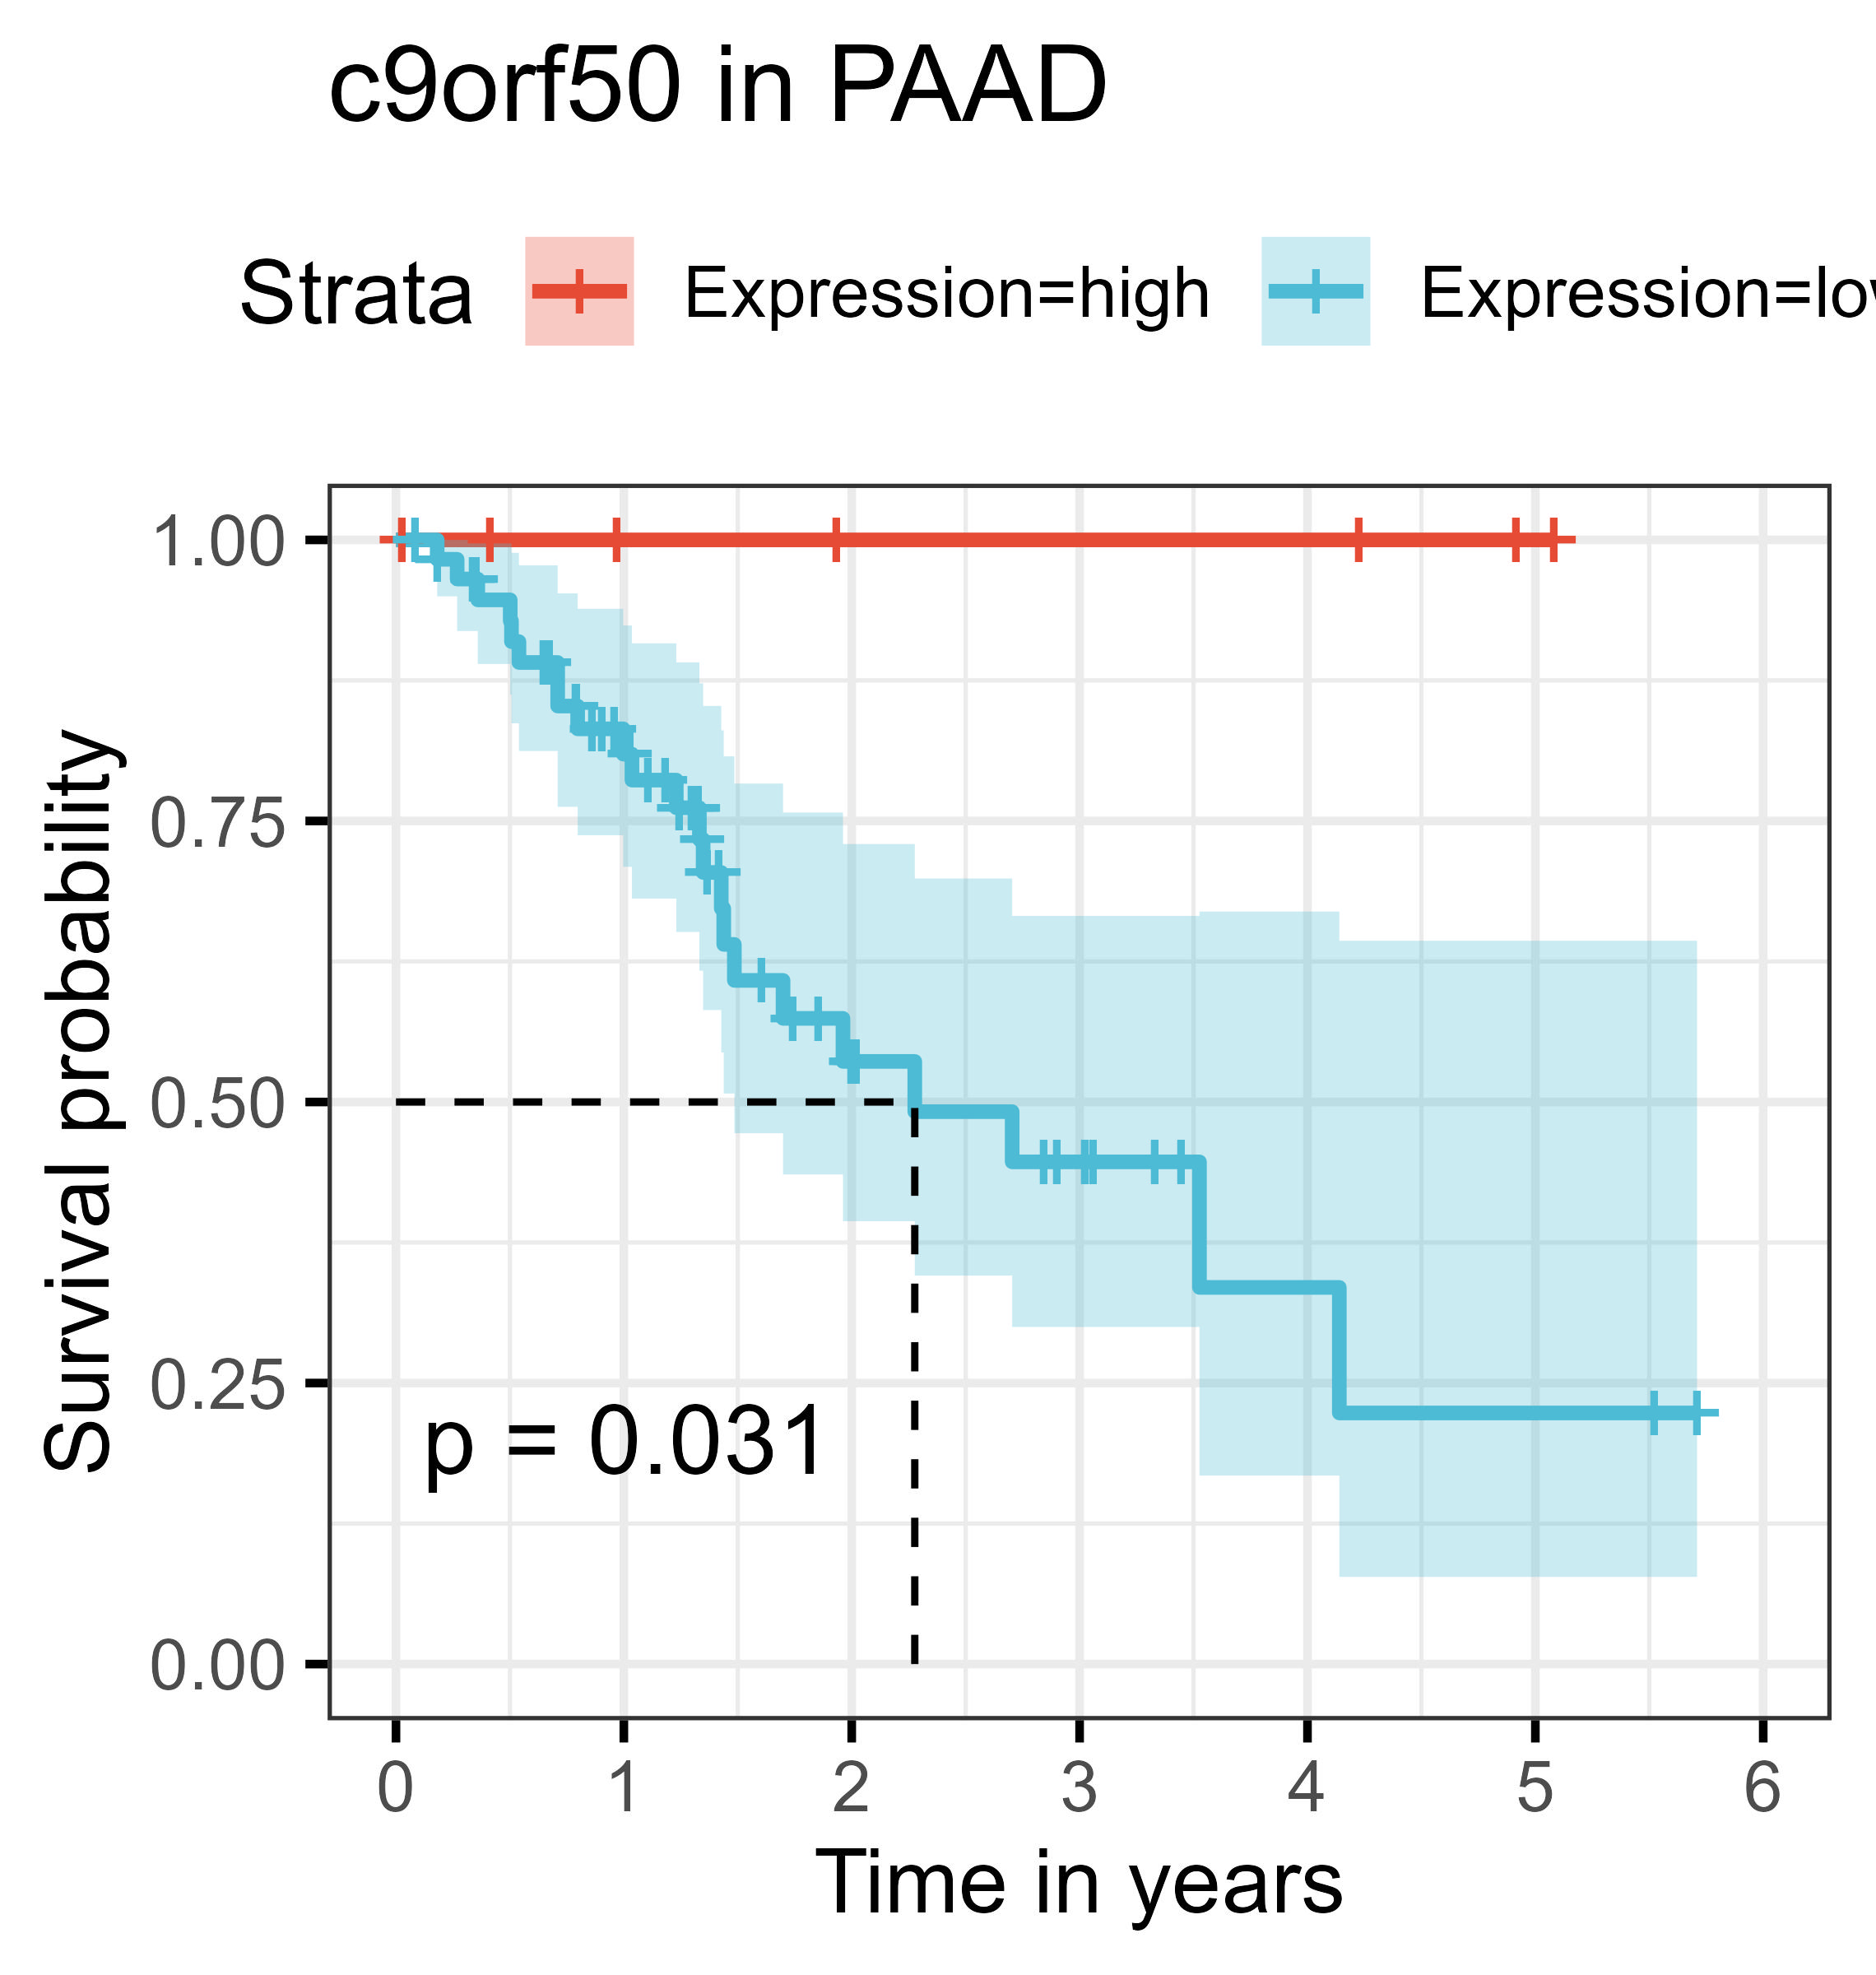 c9orf50 in PAAD
Strata Expression=high Expression=lo
Survival probability
1.00
0.75
0.50
0.25
0.00
p = 0.031
0 1 2 3 4 5 6
Time in years